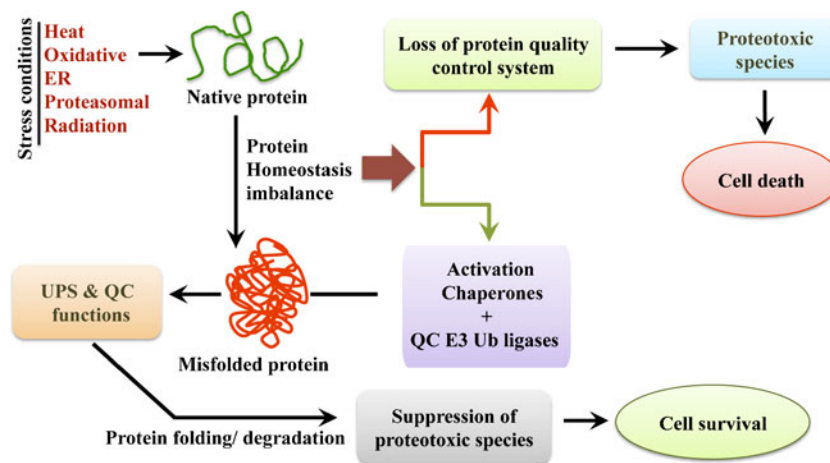 Stress conditions
Heat
Oxidative
ER
Proteasomal
Radiation
Native protein
Loss of protein quality
control system
Proteotoxic
species
Cell death
Protein
Homeostasis
imbalance
Activation
Chaperones
+
QC E3 Ub ligases
UPS & QC
functions
Misfolded protein
Protein folding/ degradation
Suppression of
proteotoxic species
Cell survival